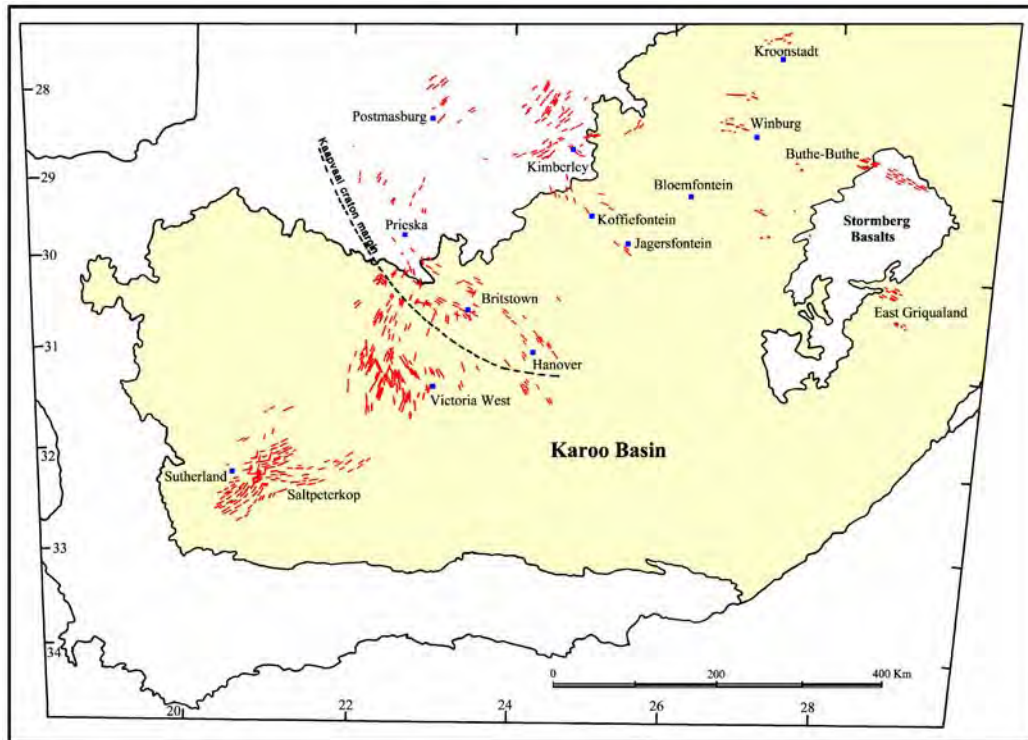 Kroonstadt
28
Postmasburg
Winburg
Kimberley
Buthe-Buthe
29
Kaapvaal craton margin
Bloemfontein
Koffiefontein
Stormberg
Basalts
Prieska
Jagersfontein
30
Britstown
East Griqualand
31
Hanover
Victoria West
Karoo Basin
32
Sutherland
Saltpeterkop
33
34
0
200
400 Km
20
22
24
26
28